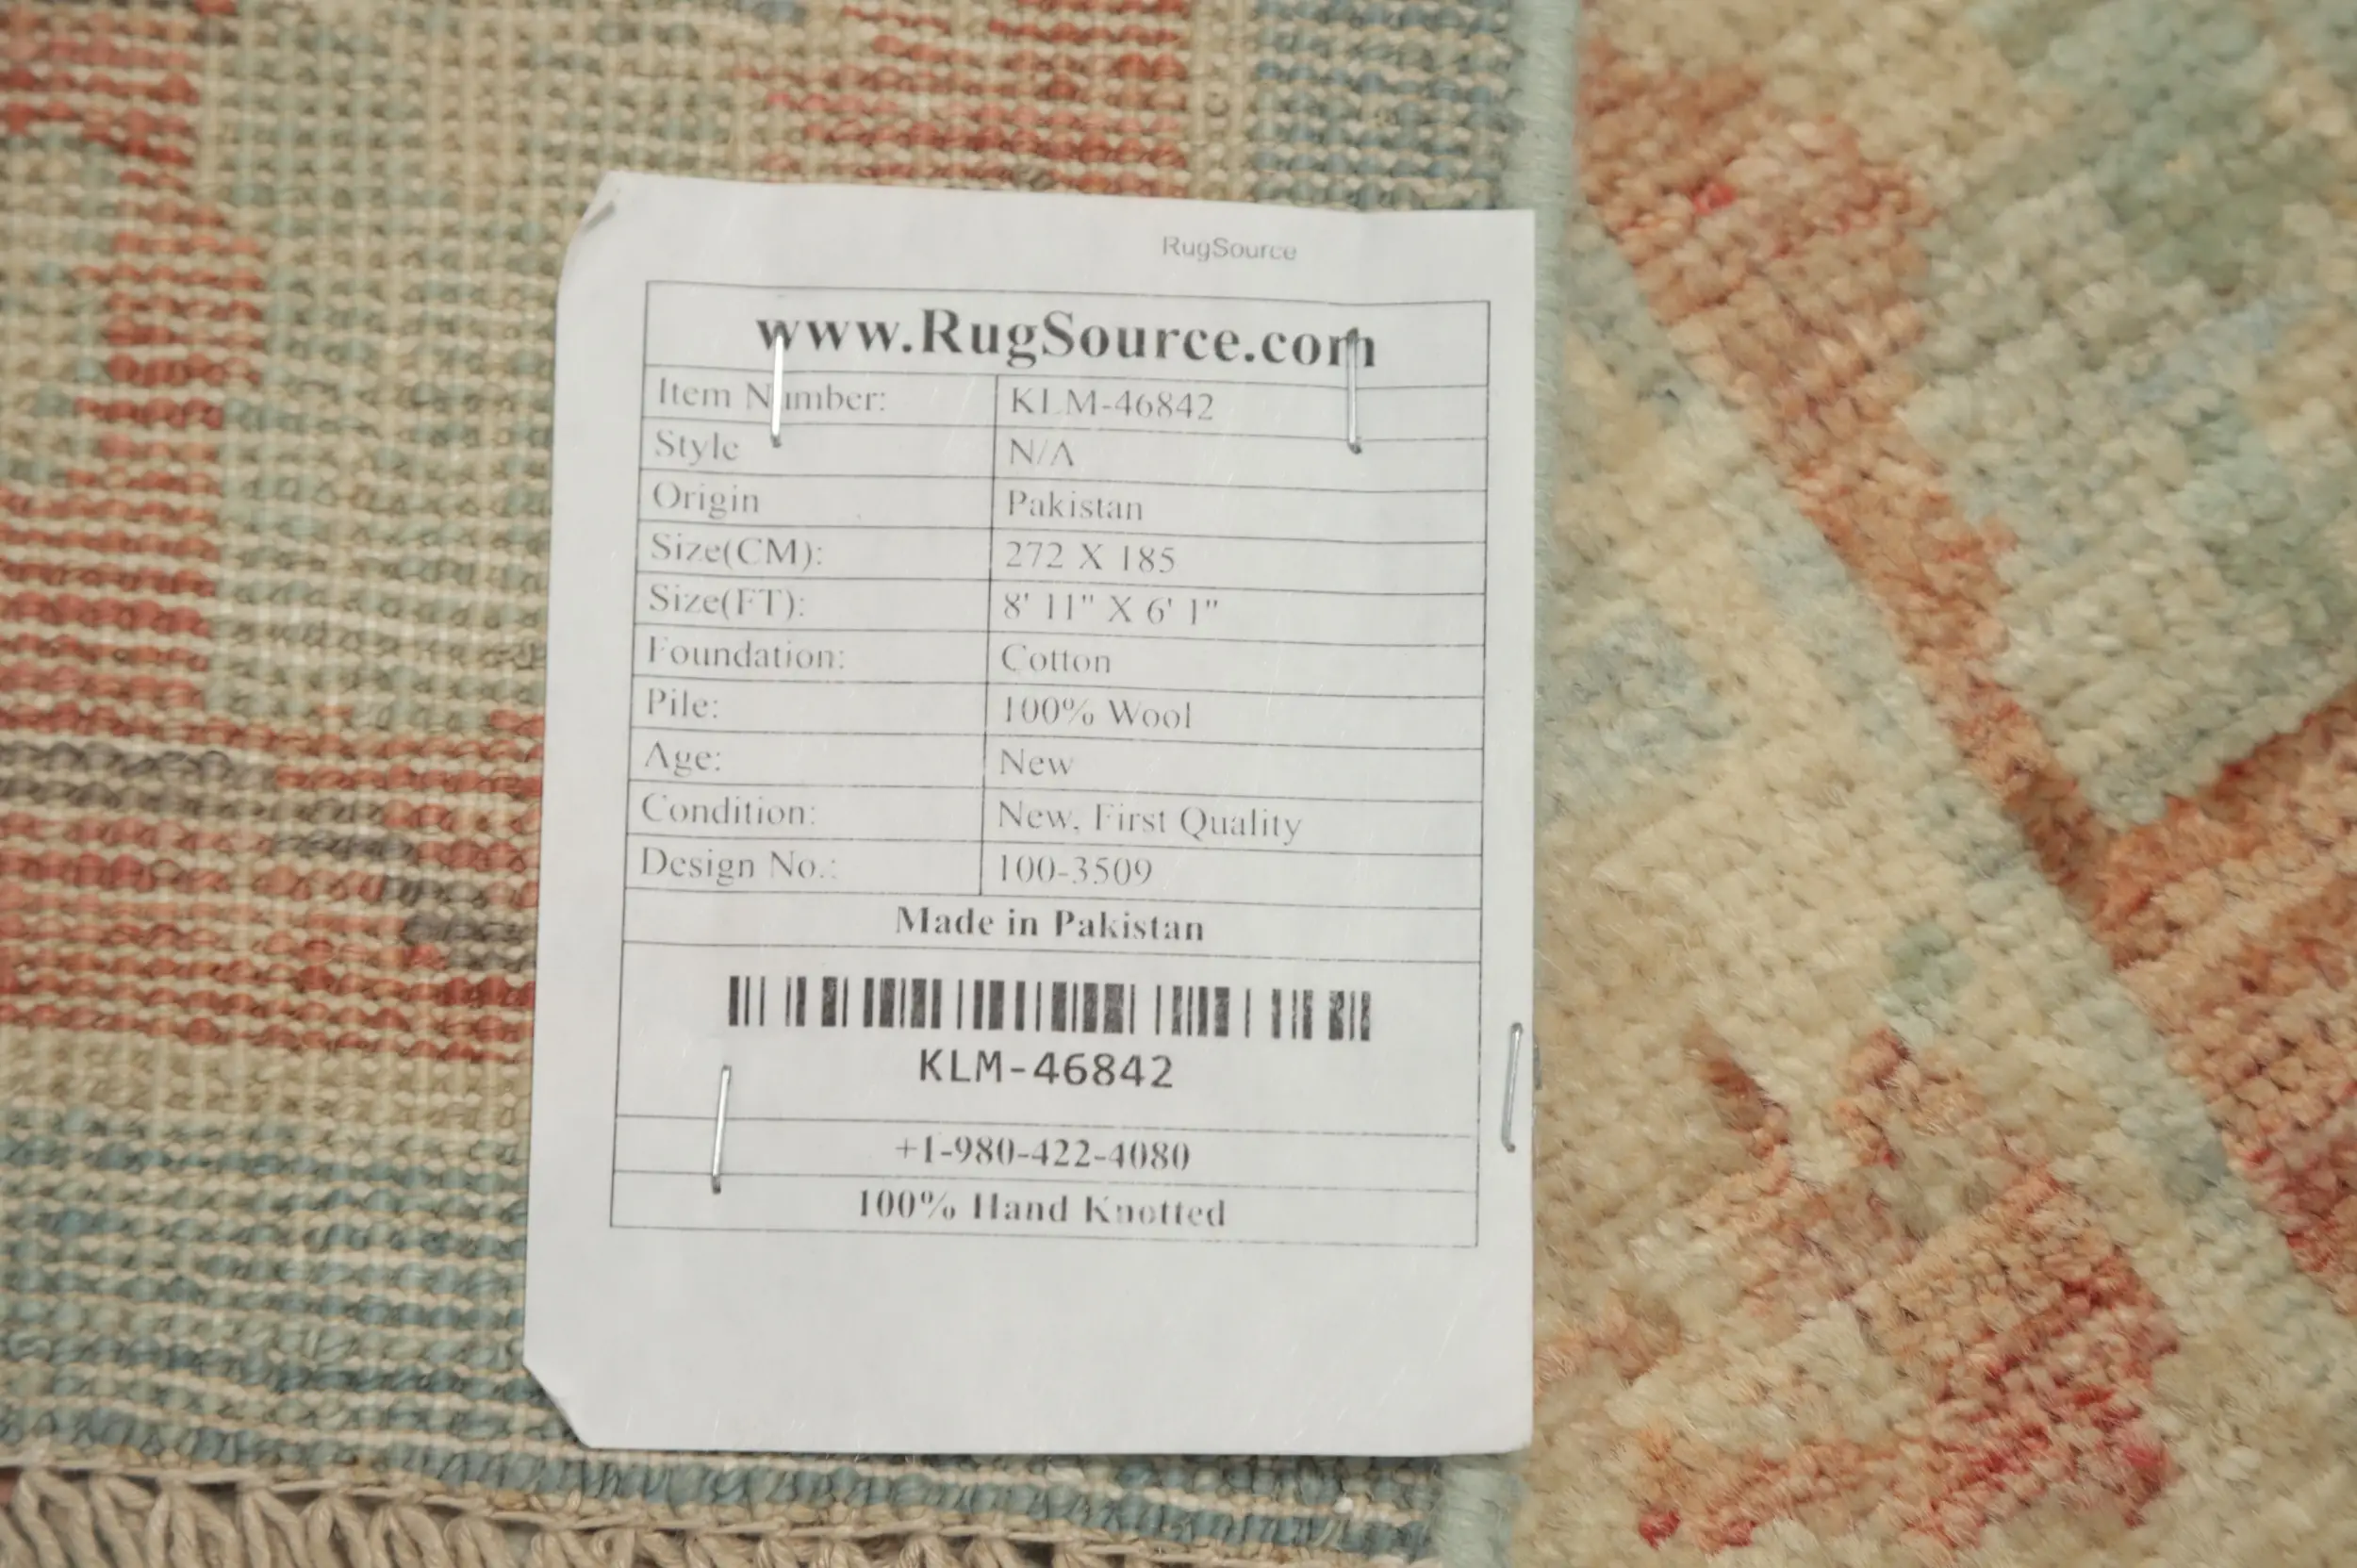 RugSource
www.RugSource.com
Item Number: KLM-46842
Style N/A
Origin Pakistan
Size(CM): 272 X 185
Size(FT): 8' 11" X 6' 1"
Foundation: Cotton
Pile: 100% Wool
Age: New
Condition: New, First Quality
Design No.: 100-3509
Made in Pakistan
KLM-46842
+1-980-422-4080
100% Hand Knotted